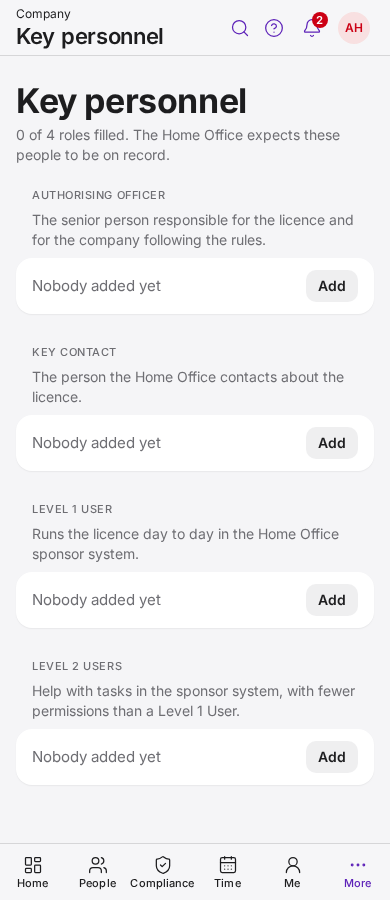 Company
Key personnel
2
AH
Key personnel
0 of 4 roles filled. The Home Office expects these
people to be on record.
AUTHORISING OFFICER
The senior person responsible for the licence and
for the company following the rules.
Nobody added yet
Add
KEY CONTACT
The person the Home Office contacts about the
licence.
Nobody added yet
Add
LEVEL 1 USER
Runs the licence day to day in the Home Office
sponsor system.
Nobody added yet
Add
LEVEL 2 USERS
Help with tasks in the sponsor system, with fewer
permissions than a Level 1 User.
Nobody added yet
Add
Home
People
Compliance
Time
Me
More